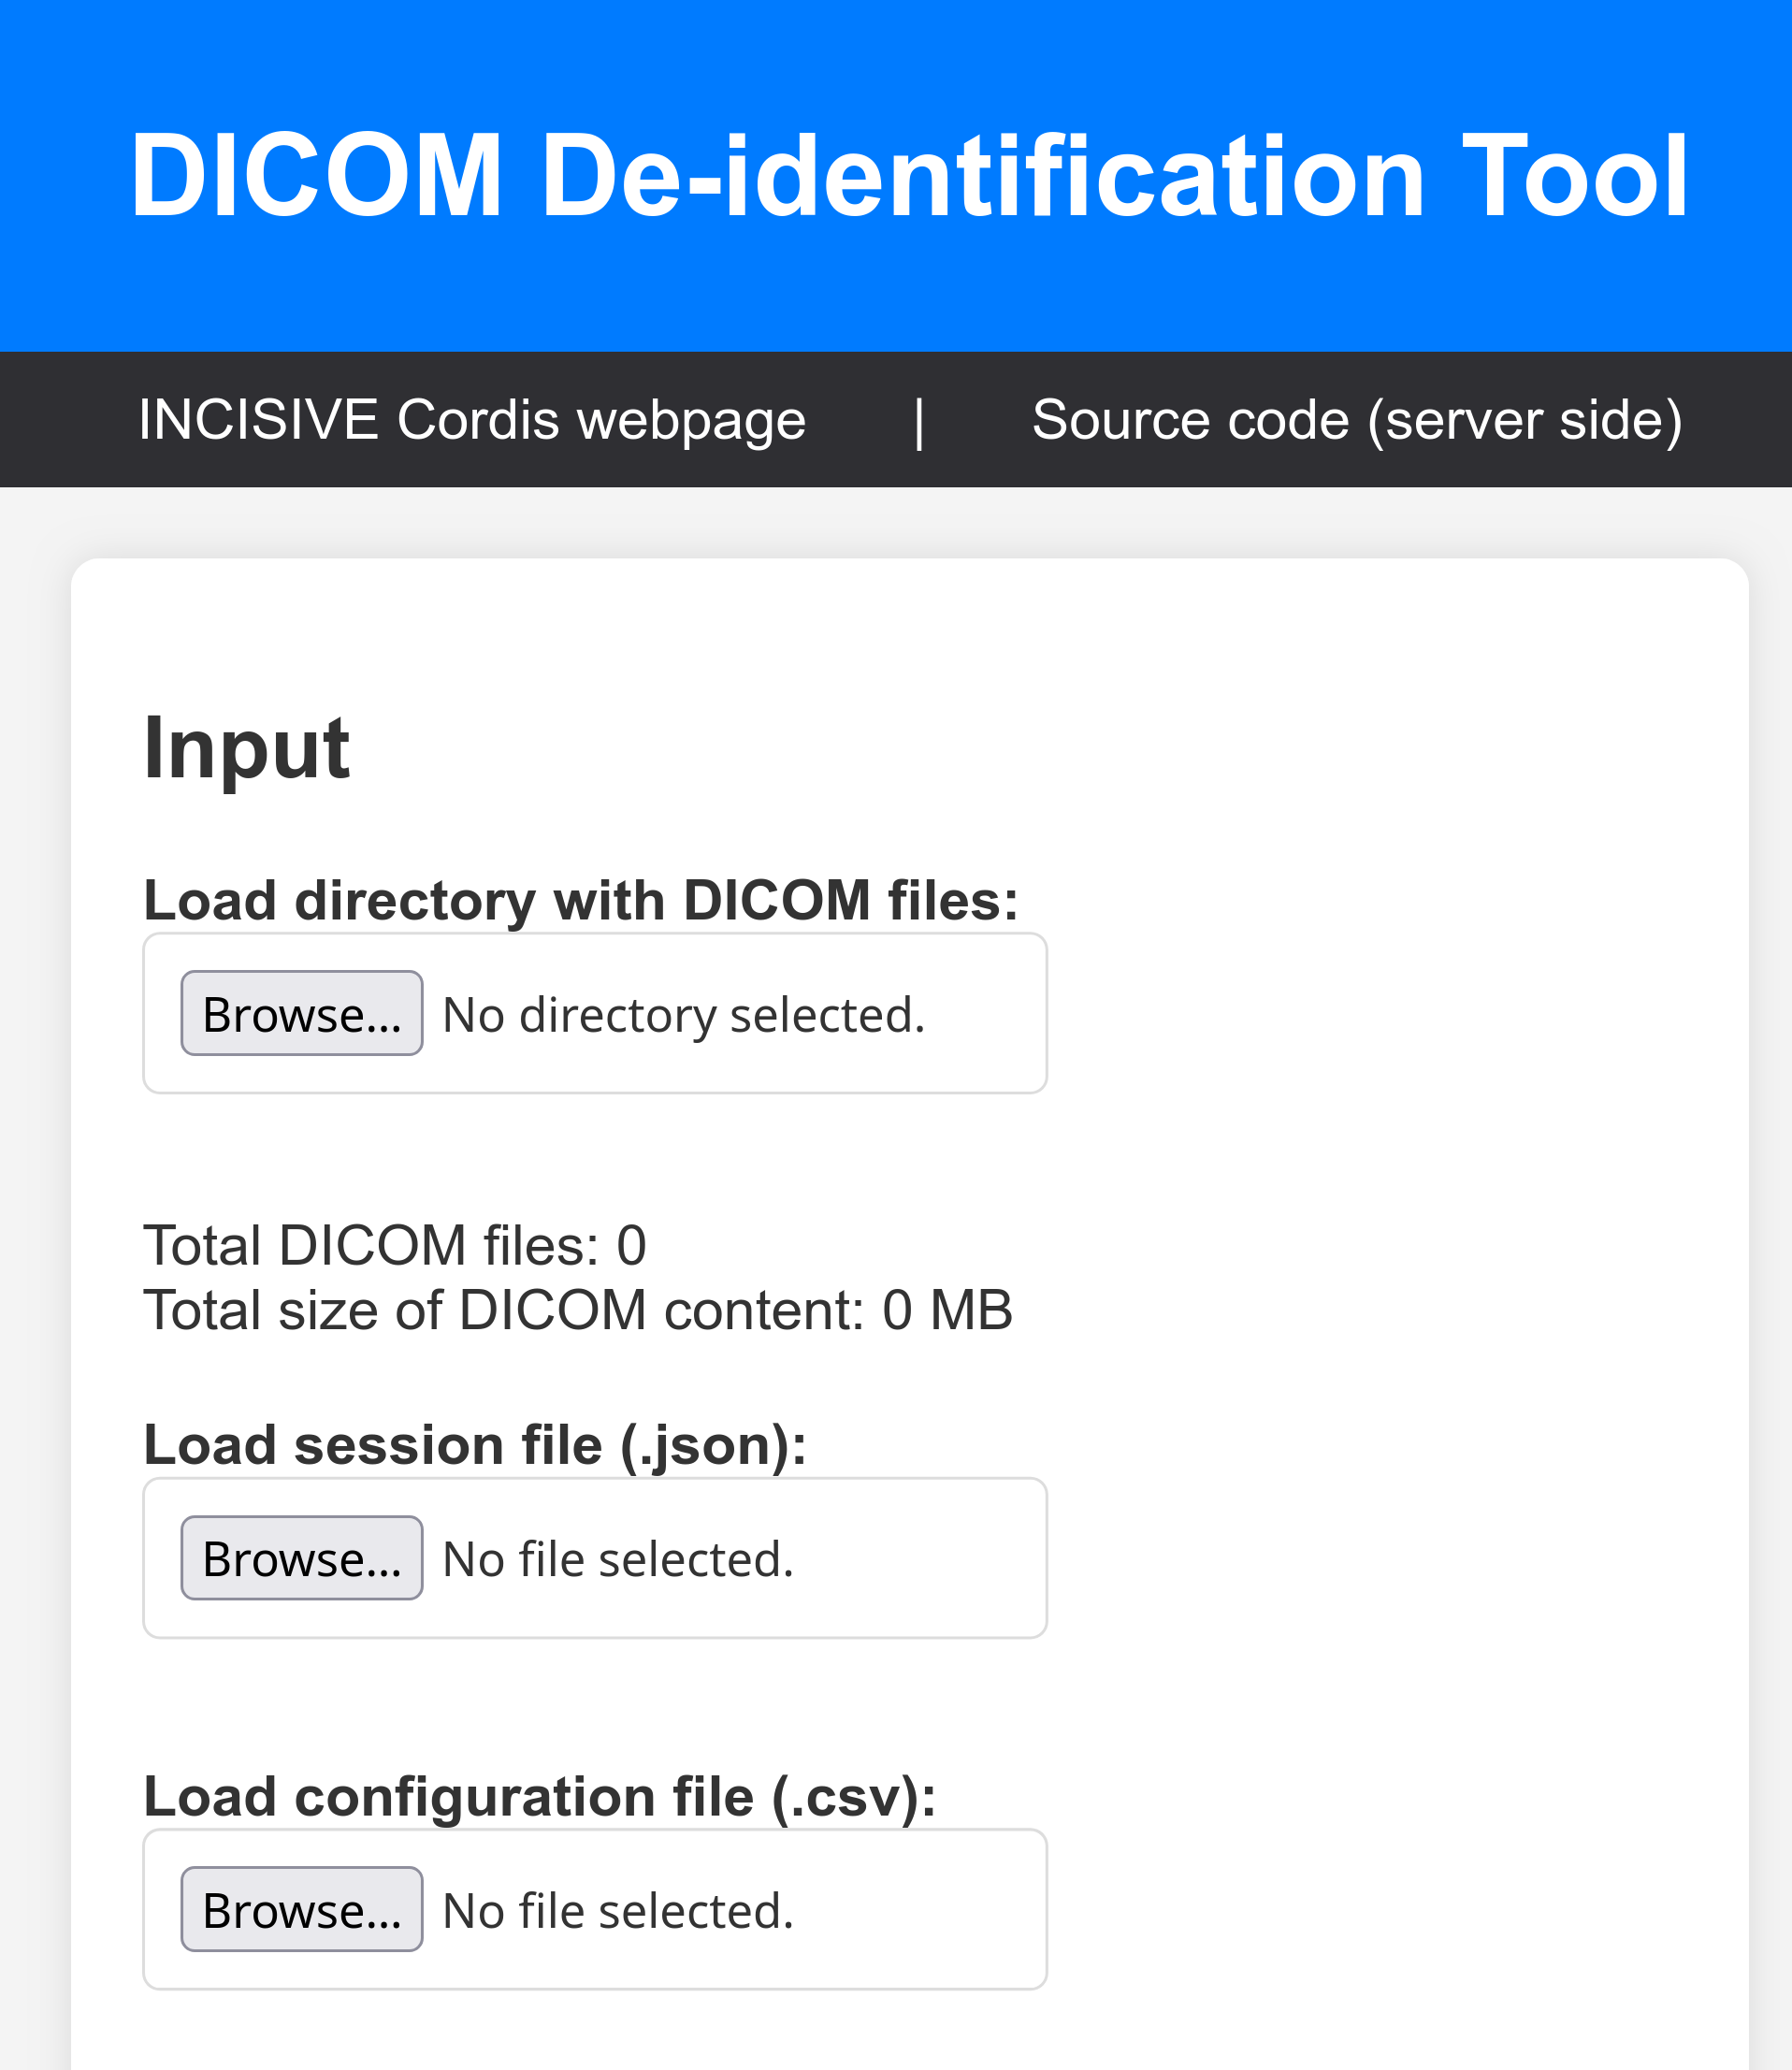 DICOM De-identification Tool
INCISIVE Cordis webpage | Source code (server side)
Input
Load directory with DICOM files:
Browse... No directory selected.
Total DICOM files: 0
Total size of DICOM content: 0 MB
Load session file (.json):
Browse... No file selected.
Load configuration file (.csv):
Browse... No file selected.